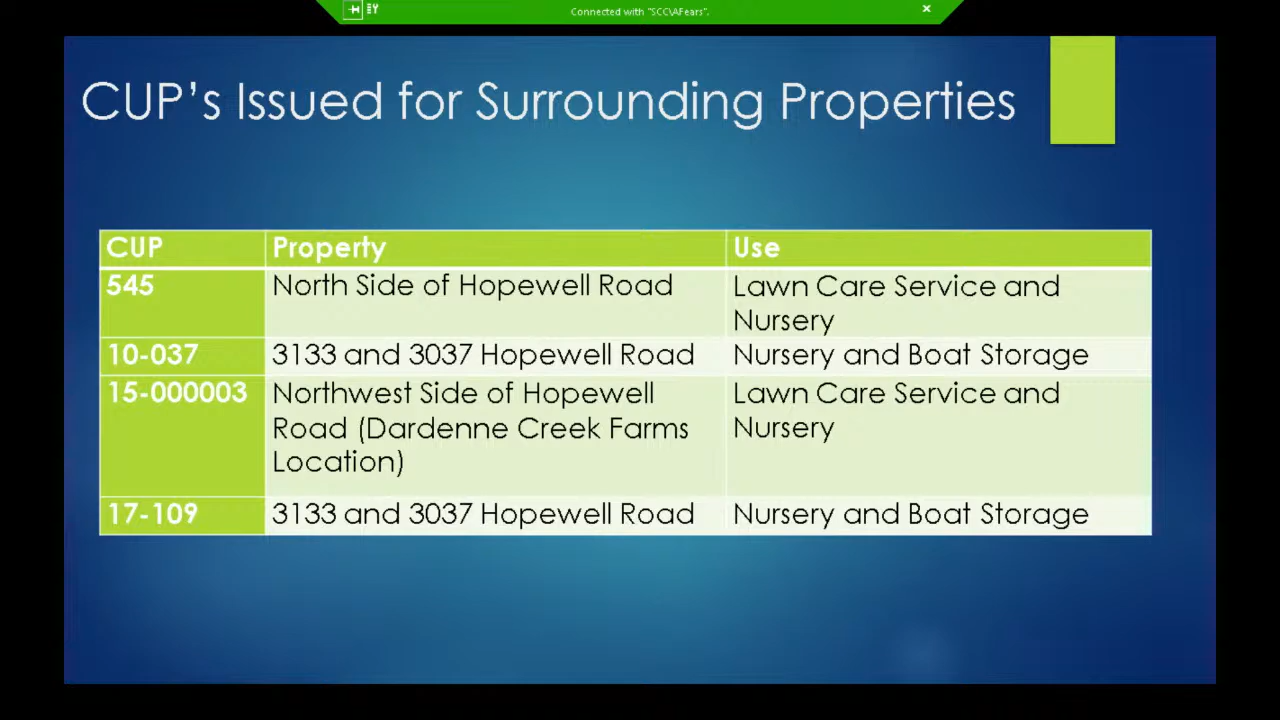 Connected with "SCC\AFears".
CUP's Issued for Surrounding Properties
CUP Property Use
545 North Side of Hopewell Road Lawn Care Service and
Nursery
10-037 3133 and 3037 Hopewell Road Nursery and Boat Storage
15-000003 Northwest Side of Hopewell Lawn Care Service and
Road (Dardenne Creek Farms Nursery
Location)
17-109 3133 and 3037 Hopewell Road Nursery and Boat Storage